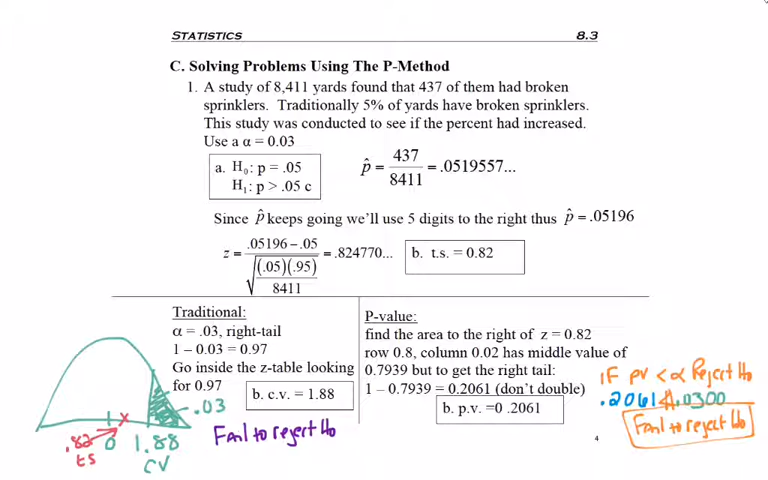 STATISTICS 8.3
C. Solving Problems Using The P-Method
1. A study of 8,411 yards found that 437 of them had broken
sprinklers. Traditionally 5% of yards have broken sprinklers.
This study was conducted to see if the percent had increased.
Use a α = 0.03
a. H₀: p = .05
H₁: p > .05 c
p̂ = 437/8411 = .0519557...
Since p̂ keeps going we'll use 5 digits to the right thus p̂ = .05196
z = (.05196 − .05)/√((.05)(.95)/8411) = .824770...
b. t.s. = 0.82
Traditional:
α = .03, right-tail
1 – 0.03 = 0.97
Go inside the z-table looking
for 0.97
b. c.v. = 1.88
P-value:
find the area to the right of z = 0.82
row 0.8, column 0.02 has middle value of
0.7939 but to get the right tail:
1 – 0.7939 = 0.2061 (don't double)
b. p.v.=0 .2061
.03
.82 0 1.88
ts CV
Fail to reject H₀
IF PV < α Reject H₀
.2061 ≮ .0300
Fail to reject H₀
4